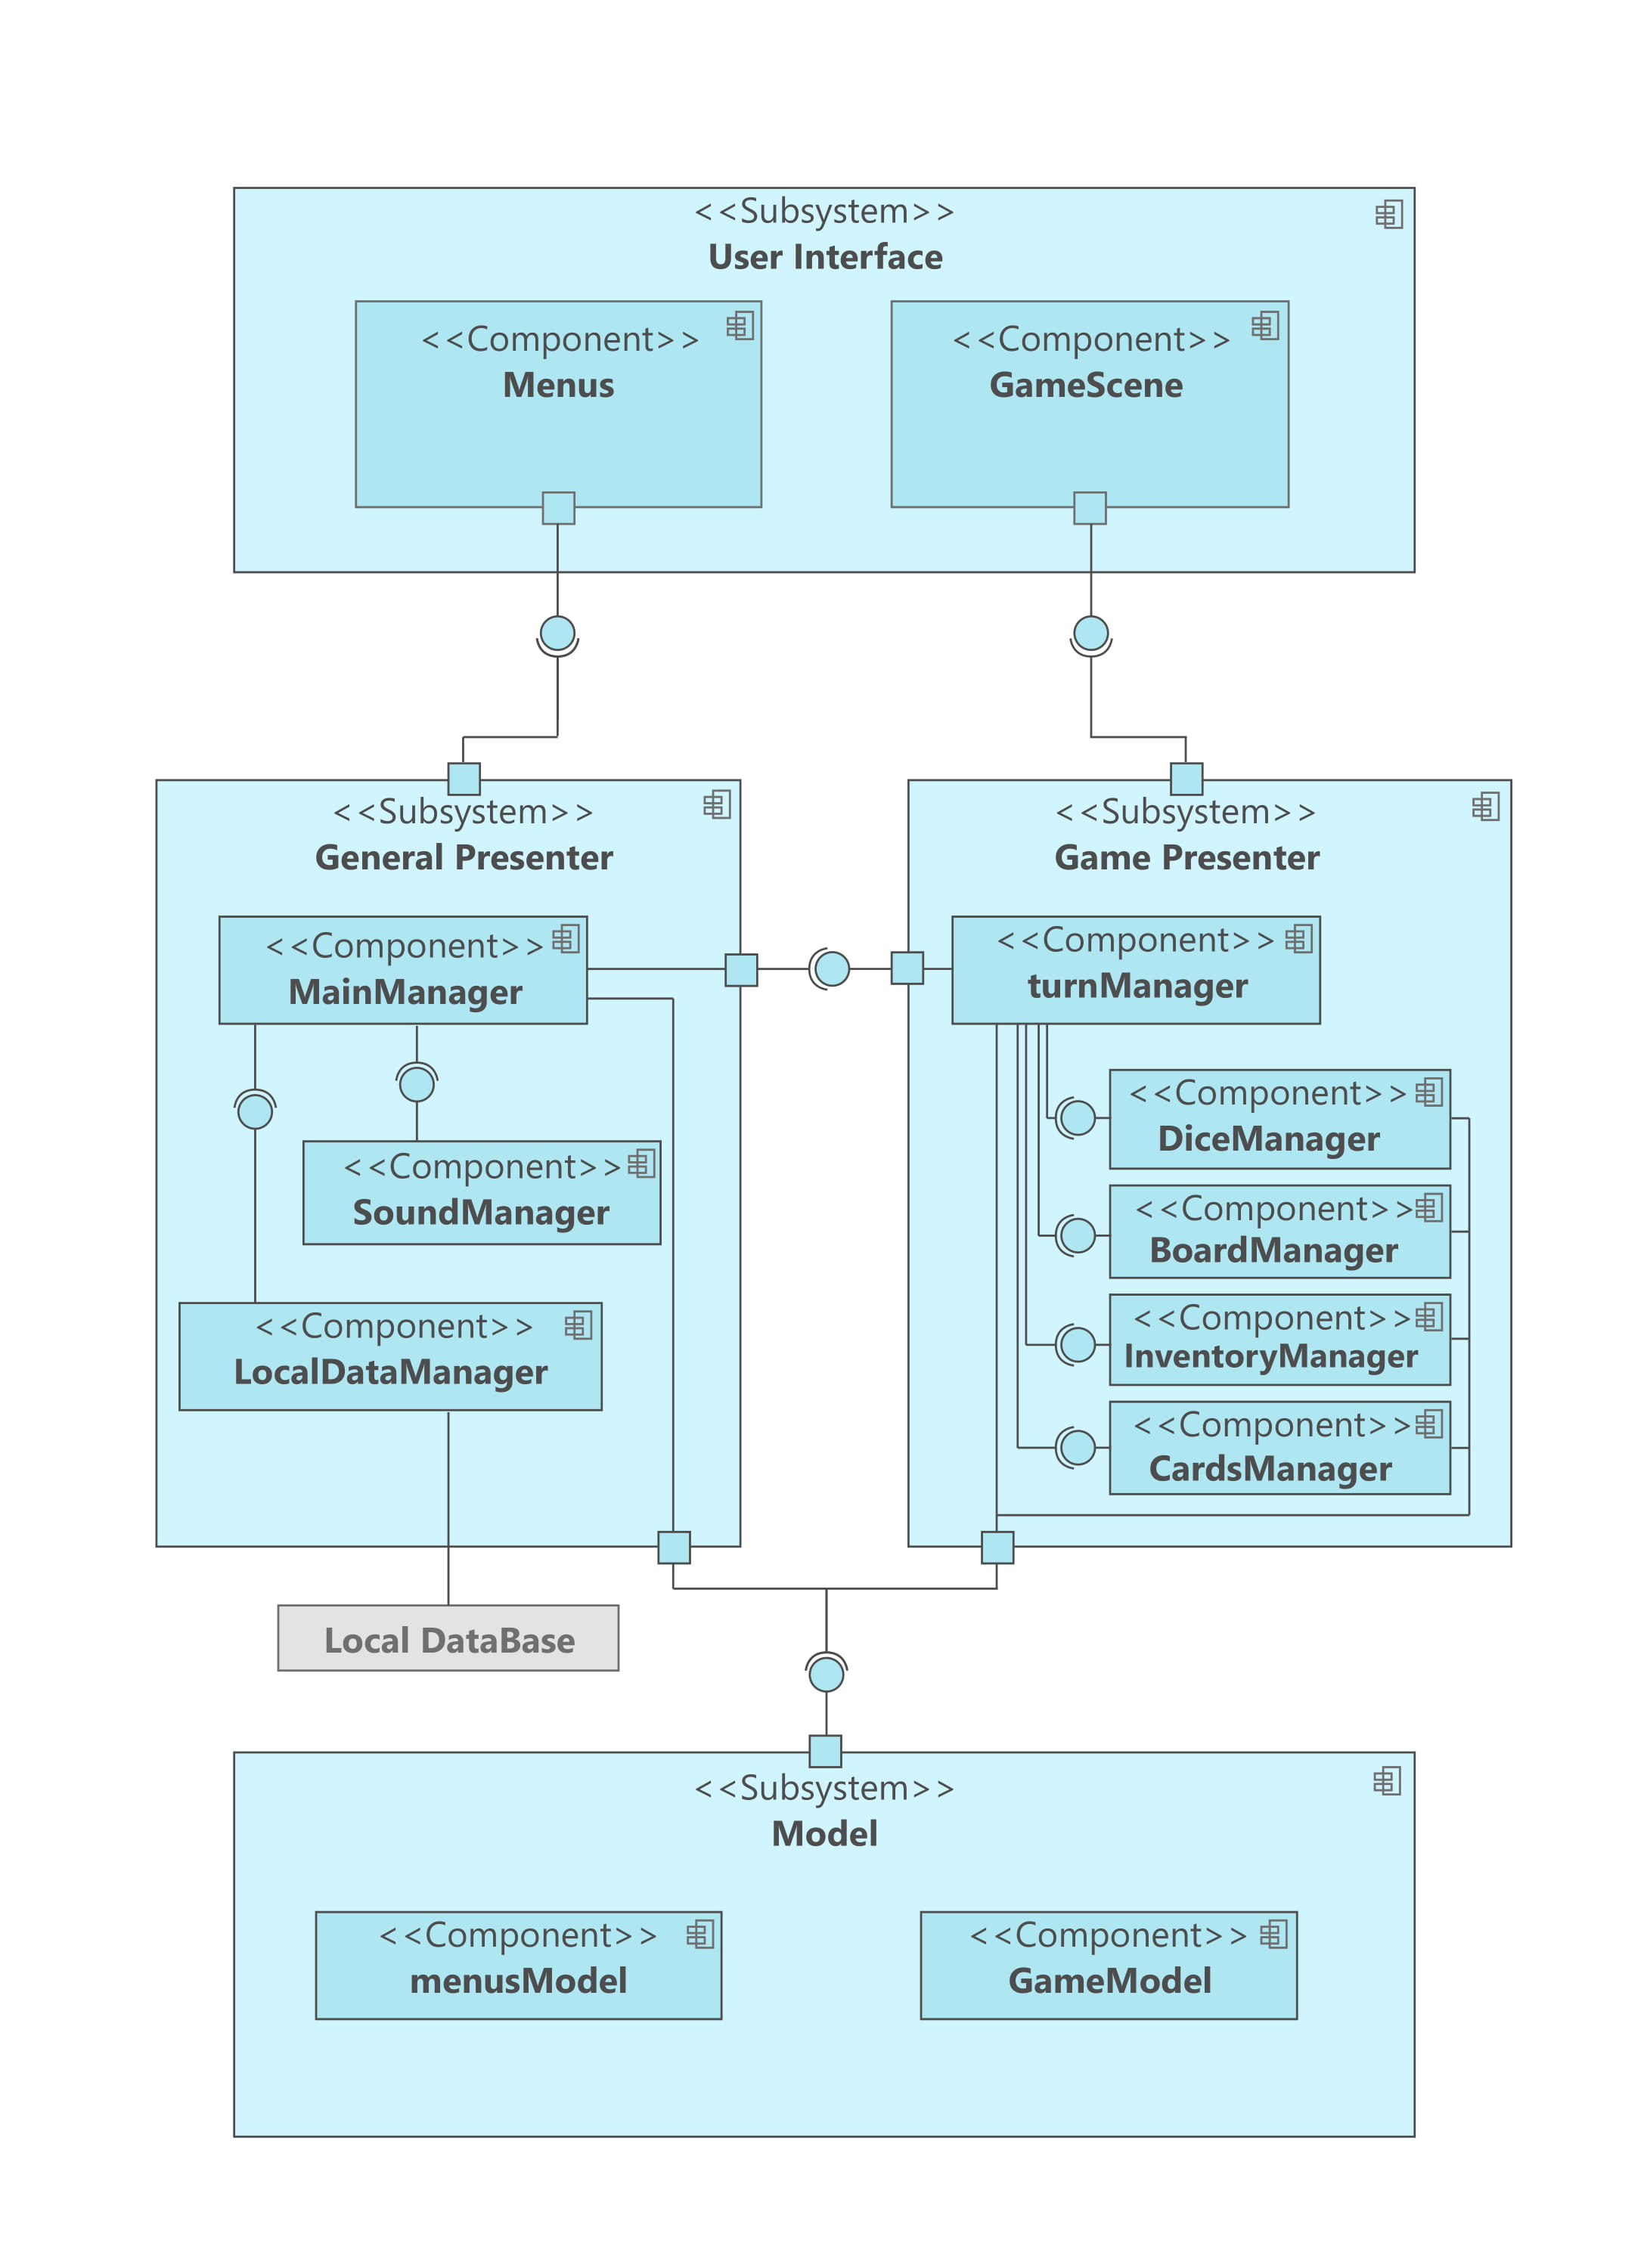 <<Subsystem>>
User Interface
<<Component>>
Menus
<<Component>>
GameScene
<<Subsystem>>
General Presenter
<<Component>>
MainManager
<<Component>>
SoundManager
<<Component>>
LocalDataManager
Local DataBase
<<Subsystem>>
Game Presenter
<<Component>>
turnManager
<<Component>>
DiceManager
<<Component>>
BoardManager
<<Component>>
InventoryManager
<<Component>>
CardsManager
<<Subsystem>>
Model
<<Component>>
menusModel
<<Component>>
GameModel